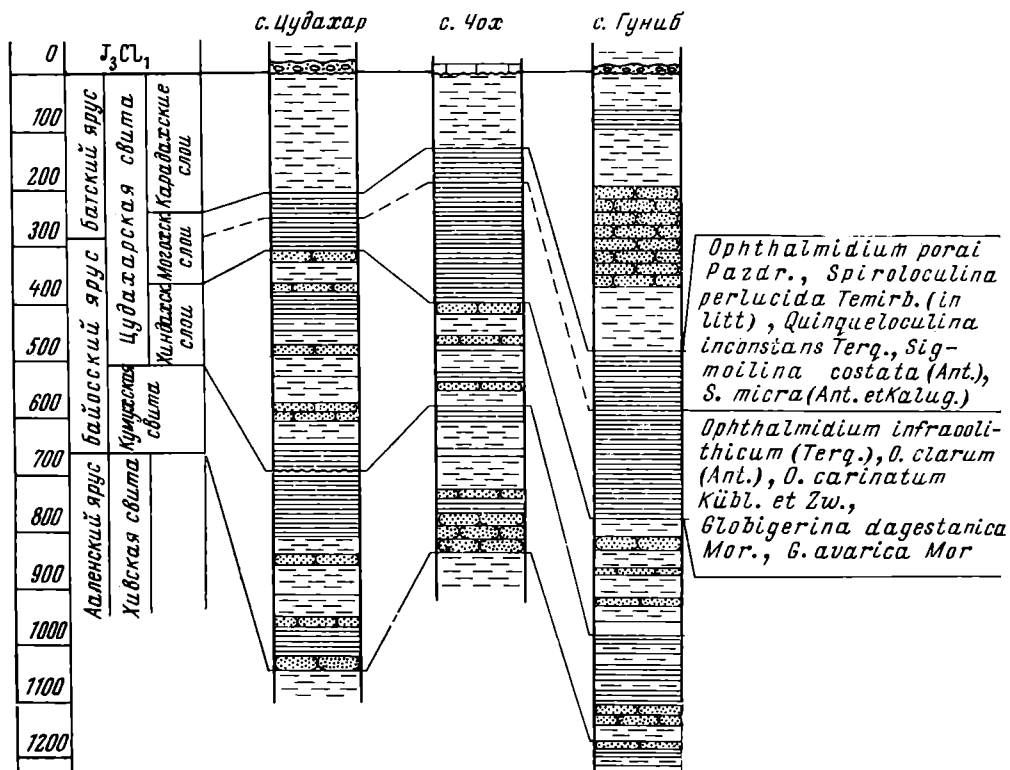 с. Цудахар
с. Чох
с. Гуниб
0
J₃Cl₁
100
200
300
400
500
600
700
800
900
1000
1100
1200
Батский ярус
Байосский ярус
Ааленский ярус
Цудахарская свита
Кумухская
свита
Хивская свита
Карадахские
слои
Могохск.
слои
Хиндахск.
слои
Ophthalmidium porai
Pazdr., Spiroloculina
perlucida Temirb. (in
litt), Quinqueloculina
inconstans Terq., Sig-
moilina costata (Ant.),
S. micra (Ant. et Kalug.)
Ophthalmidium infraooli-
thicum (Terq.), O. clarum
(Ant.), O. carinatum
Kübl. et Zw.,
Globigerina dagestanica
Mor., G. avarica Mor